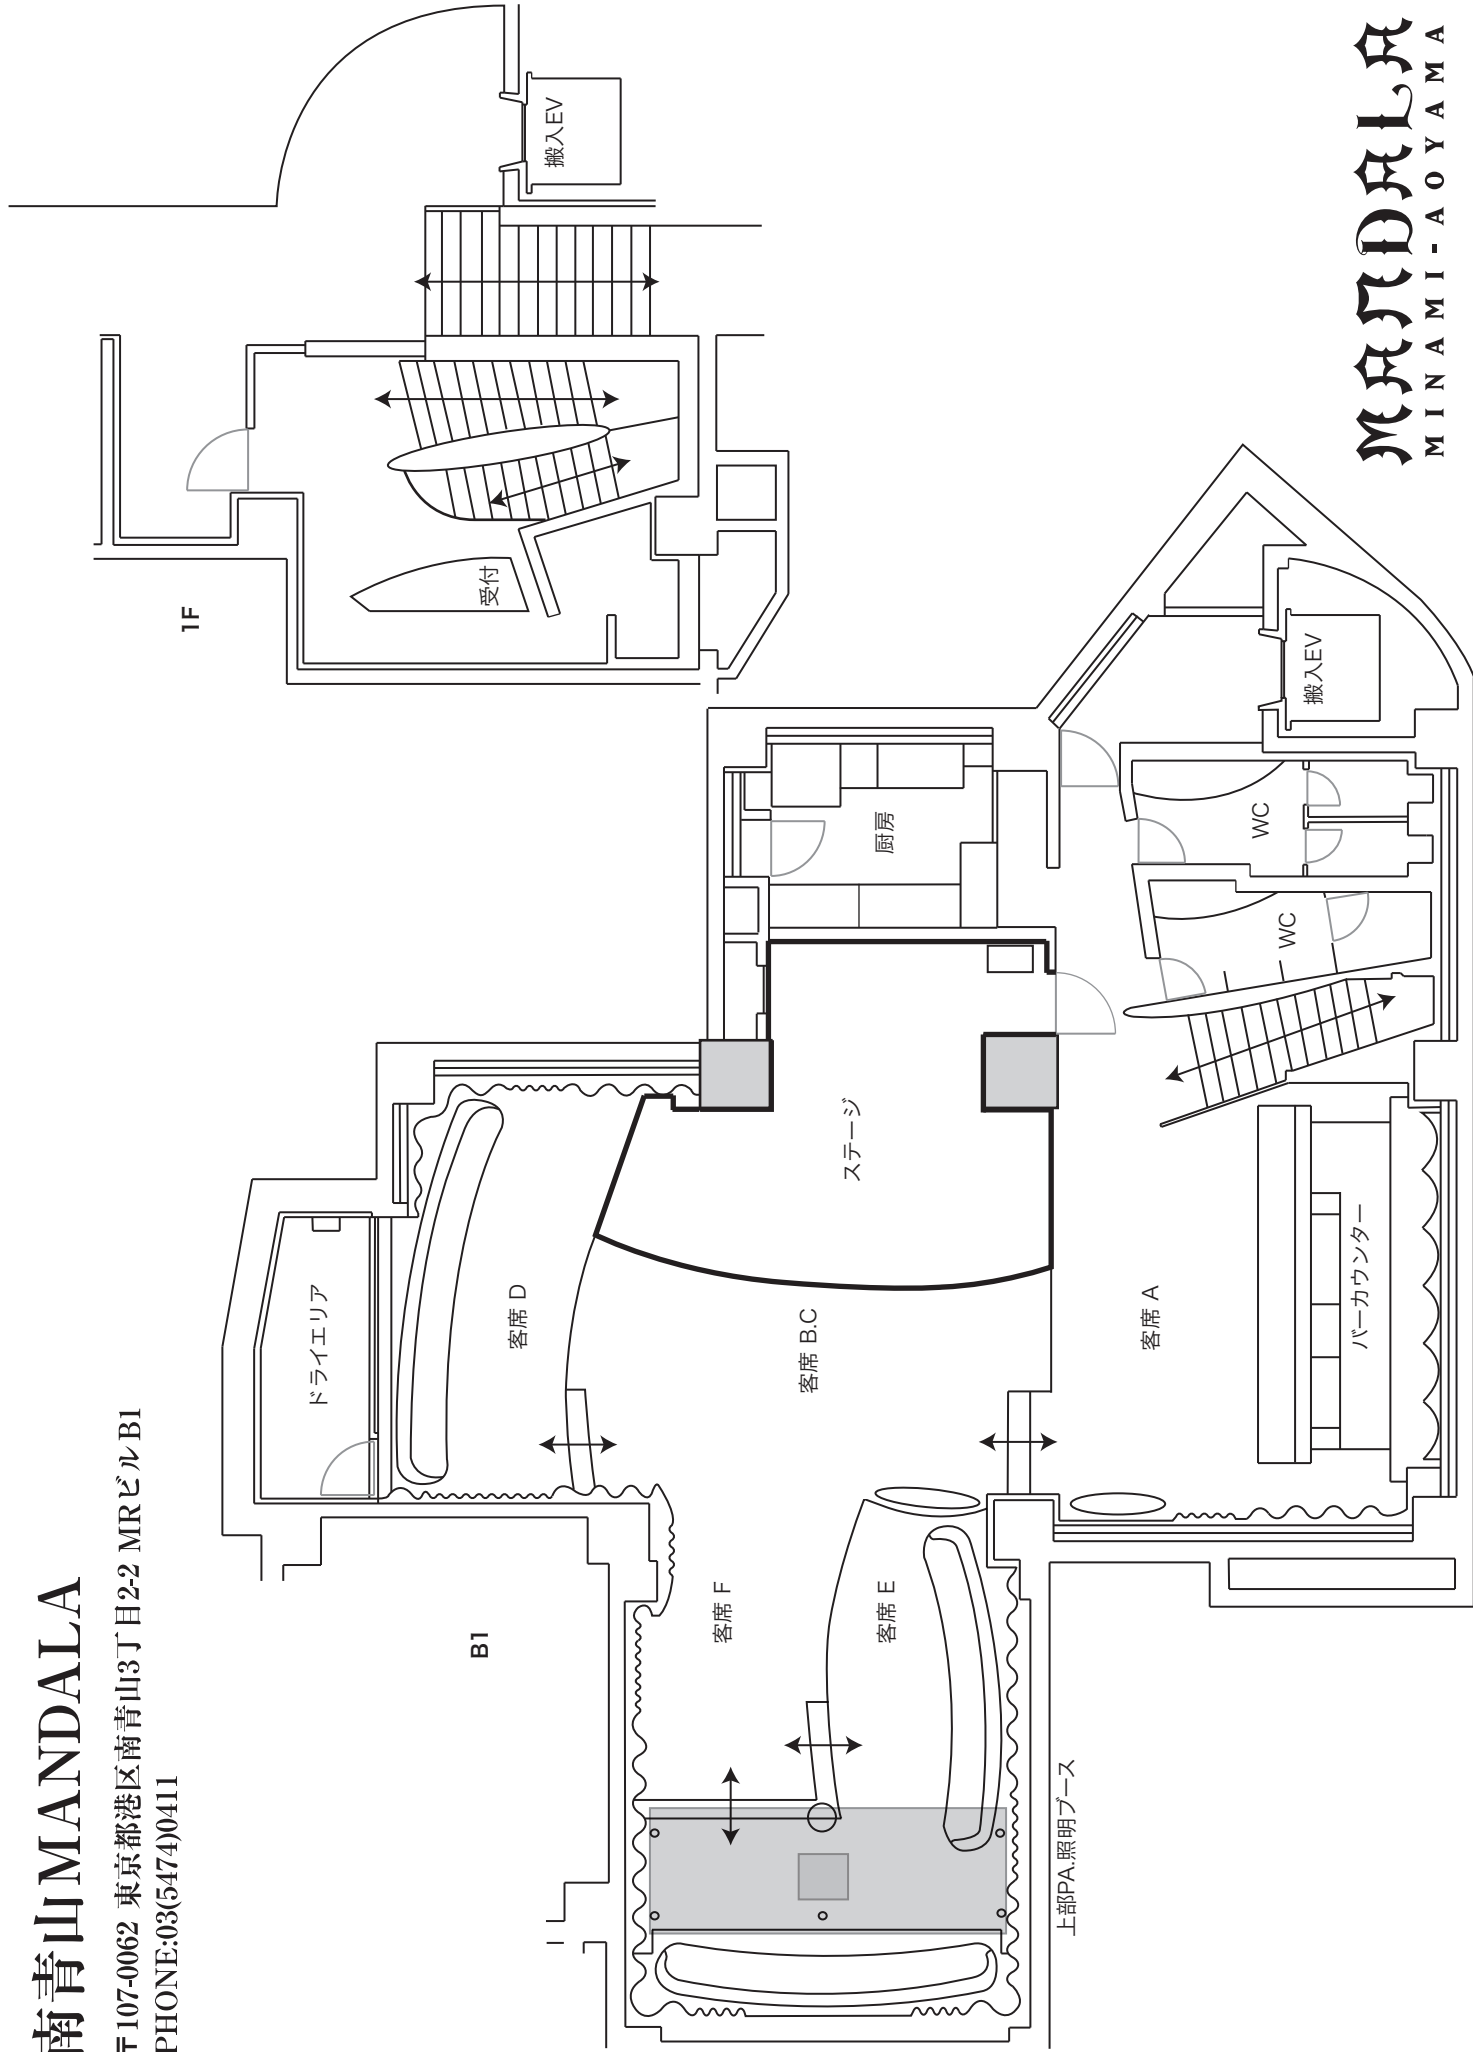 南青山MANDALA
〒107-0062 東京都港区南青山3丁目2-2 MRビルB1
PHONE:03(5474)0411
1F
受付
搬入EV
B1
ドライエリア
客席 D
客席 B.C
ステージ
厨房
客席 F
客席 E
客席 A
バーカウンター
WC
WC
搬入EV
上部PA.照明ブース
MANDALA
MINAMI-AOYAMA